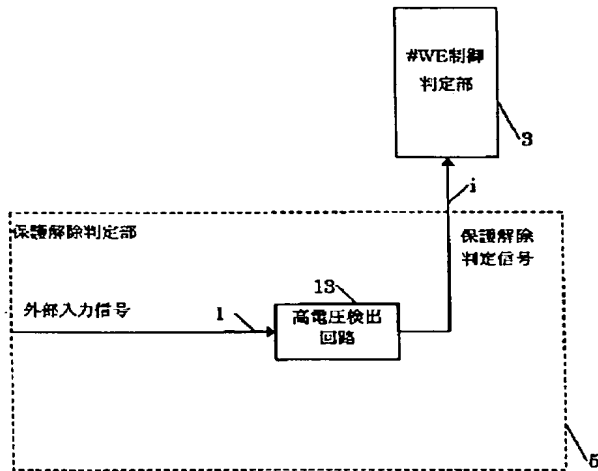 #WE制御
判定部
3
i
保護解除判定部
保護解除
判定信号
外部入力信号
1
13
高電圧検出
回路
5